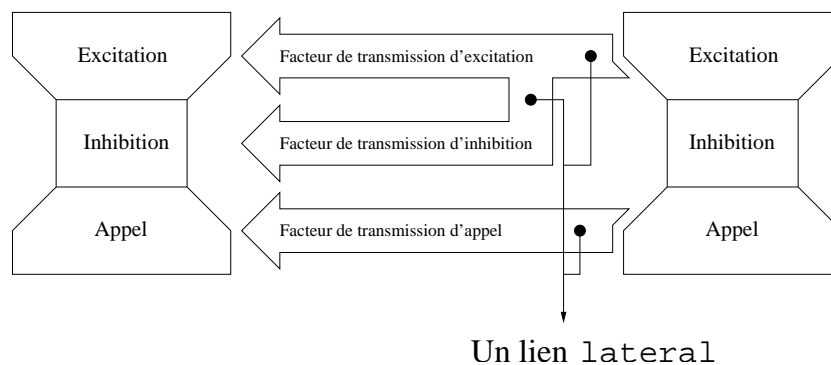 Excitation
Facteur de transmission d'excitation
Excitation
Inhibition
Facteur de transmission d'inhibition
Inhibition
Appel
Facteur de transmission d'appel
Appel
Un lien lateral